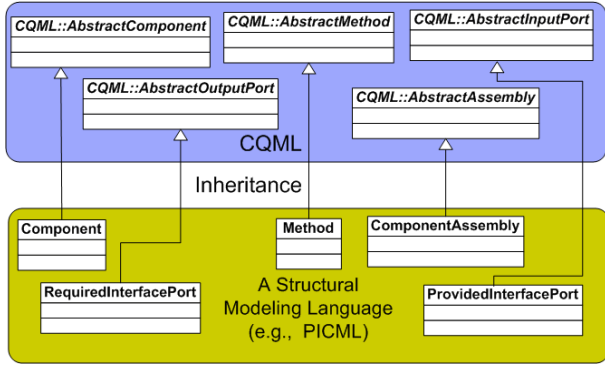 CQML::AbstractComponent
CQML::AbstractMethod
CQML::AbstractInputPort
CQML::AbstractOutputPort
CQML::AbstractAssembly
CQML
Inheritance
Component
Method
ComponentAssembly
RequiredInterfacePort
A Structural
Modeling Language
(e.g., PICML)
ProvidedInterfacePort